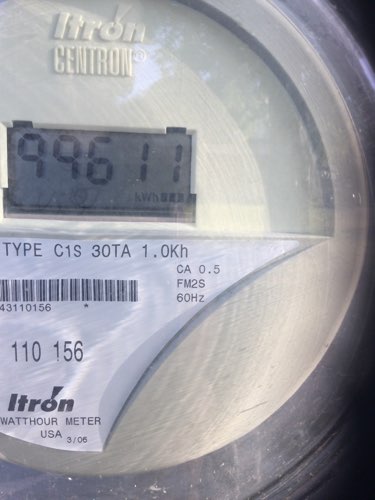 Itron
CENTRON®
99611
kWh
TYPE C1S 30TA 1.0Kh
CA 0.5
FM2S
60Hz
43110156 *
110 156
Itron
WATTHOUR METER
USA 3/06